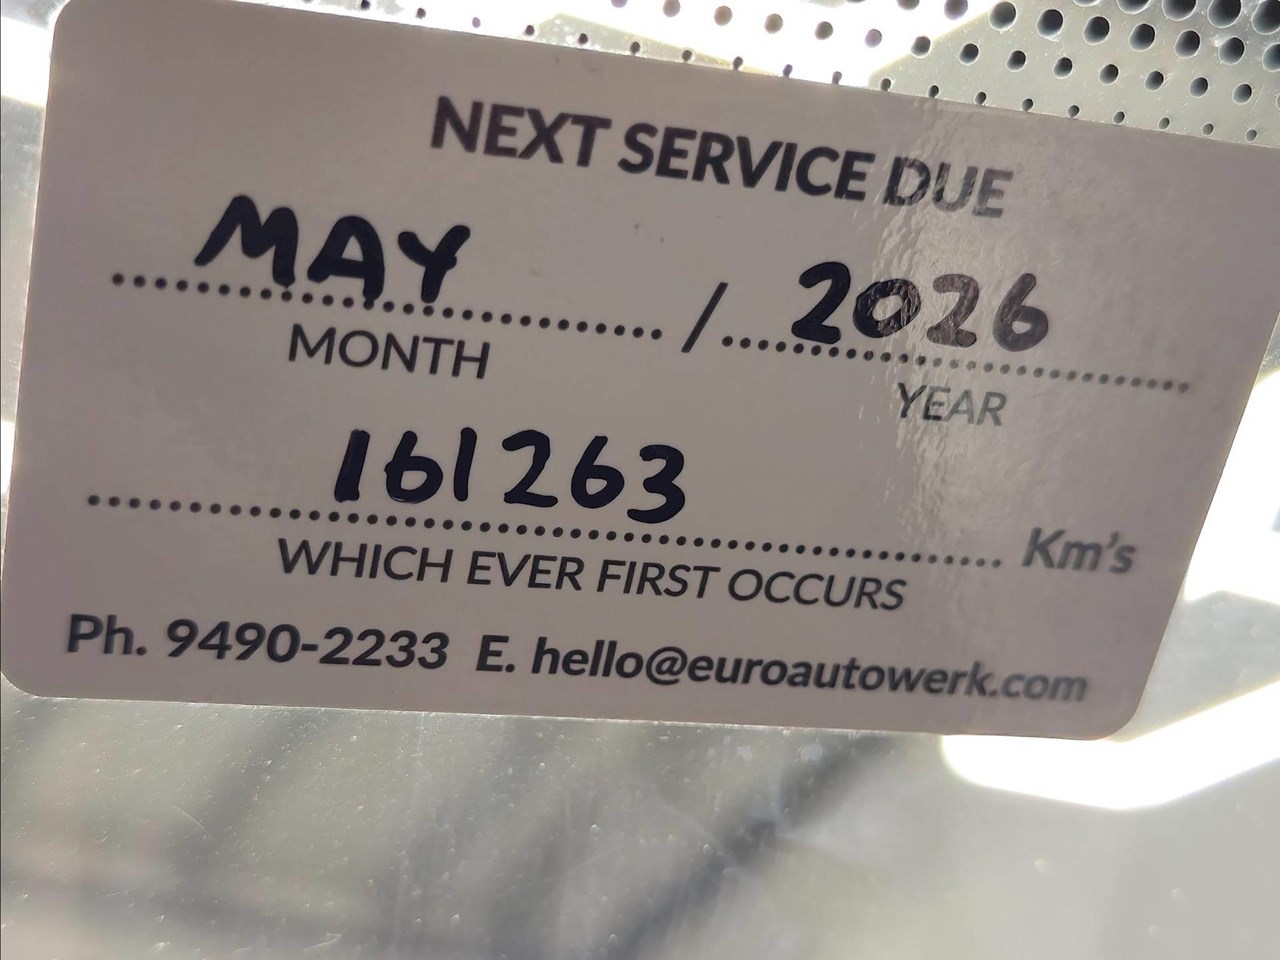 NEXT SERVICE DUE
MAY / 2026
MONTH YEAR
161263 Km's
WHICH EVER FIRST OCCURS
Ph. 9490-2233 E. hello@euroautowerk.com